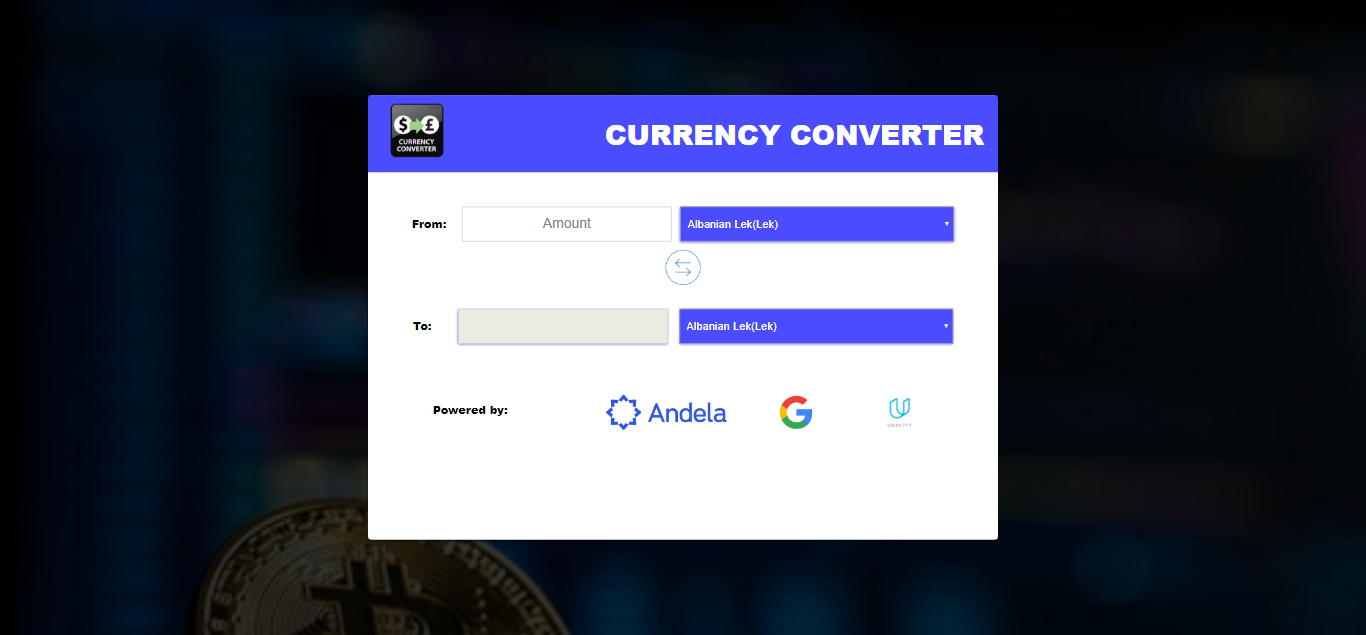 $ £
CURRENCY
CONVERTER
CURRENCY CONVERTER
From:
Amount
Albanian Lek(Lek)
To:
Albanian Lek(Lek)
Powered by:
Andela
G
UDACITY